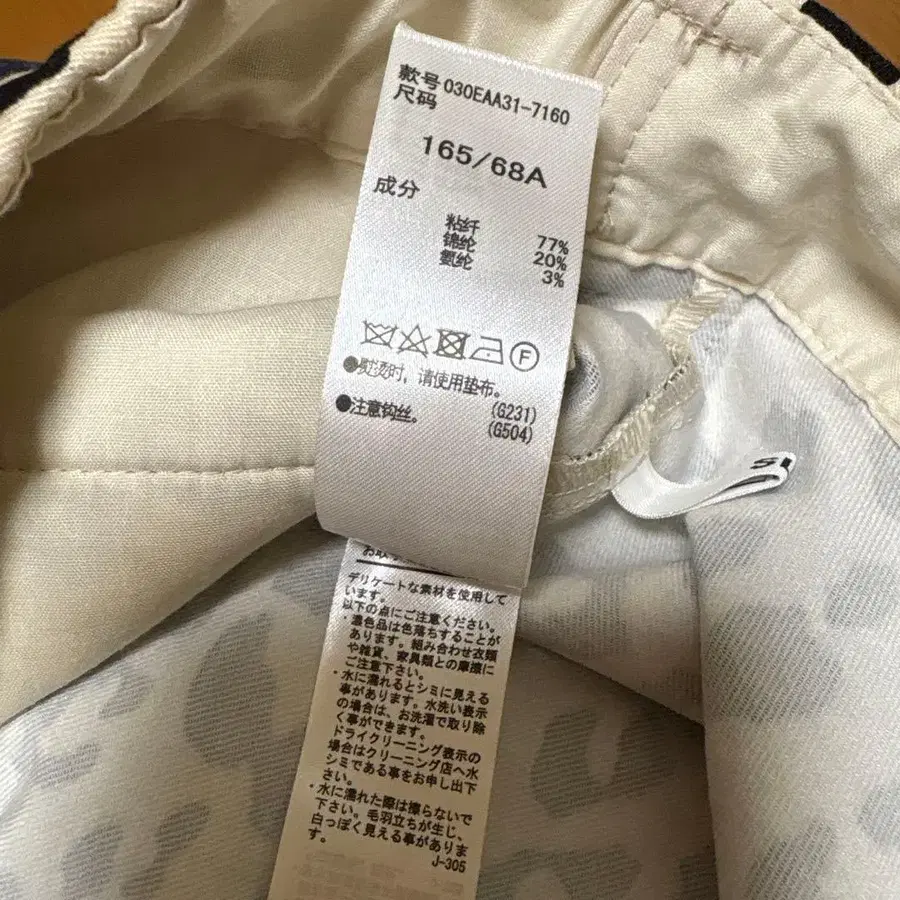 款号 030EAA31-7160
尺码
165/68A
成分
粘纤 77%
锦纶 20%
氨纶 3%
F
●熨烫时，请使用垫布。
●注意钩丝。 (G231)
(G504)
デリケートな素材を使用して
います。
以下の点にご注意ください。
・濃色品は色落ちすることが
あります。組み合わせ衣類
や雑貨、家具類との摩擦に
ご注意下さい。
・水に濡れるとシミに見える
事があります。水洗い表示
の場合は、お洗濯で取り除
く事ができます。
ドライクリーニング表示の
場合はクリーニング店へ水
シミである事をお申し出下
さい。
・水に濡れた際は擦らないで
下さい。毛羽立ちが生じ、
白っぽく見える事がありま
す。
J-305